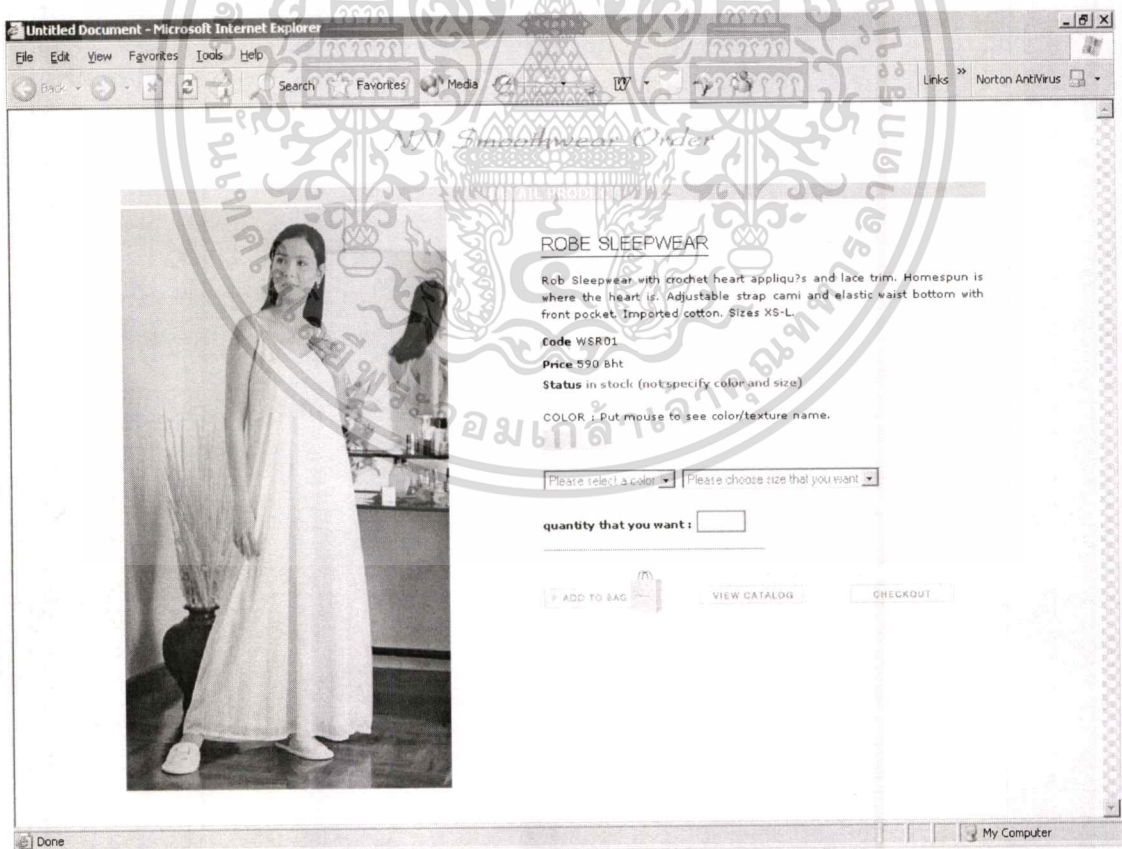 Untitled Document - Microsoft Internet Explorer
File Edit View Favorites Tools Help
Back Search Favorites Media Links » Norton AntiVirus
NN Smoothwear Order
ROBE SLEEPWEAR
Rob Sleepwear with crochet heart appliqu?s and lace trim. Homespun is
where the heart is. Adjustable strap cami and elastic waist bottom with
front pocket. Imported cotton. Sizes XS-L.
Code WSR01
Price 590 Bht
Status in stock (not specify color and size)
COLOR : Put mouse to see color/texture name.
Please select a color Please choose size that you want
quantity that you want :
ADD TO BAG VIEW CATALOG CHECKOUT
Done My Computer